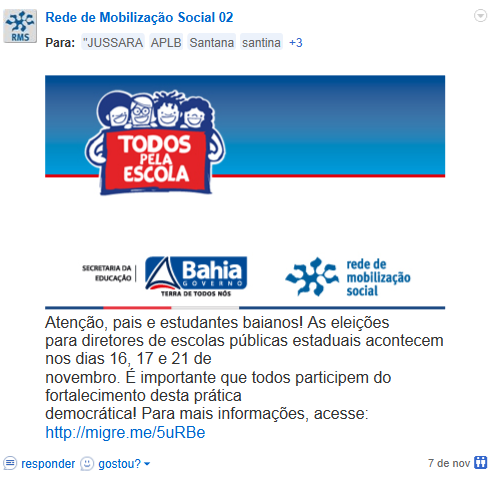 Rede de Mobilização Social 02
RMS
Para: "JUSSARA APLB Santana santina +3
TODOS
PELA
ESCOLA
SECRETARIA DA
EDUCAÇÃO
Bahia
GOVERNO
TERRA DE TODOS NÓS
rede de
mobilização
social
Atenção, pais e estudantes baianos! As eleições
para diretores de escolas públicas estaduais acontecem
nos dias 16, 17 e 21 de
novembro. É importante que todos participem do
fortalecimento desta prática
democrática! Para mais informações, acesse:
http://migre.me/5uRBe
responder gostou? 7 de nov